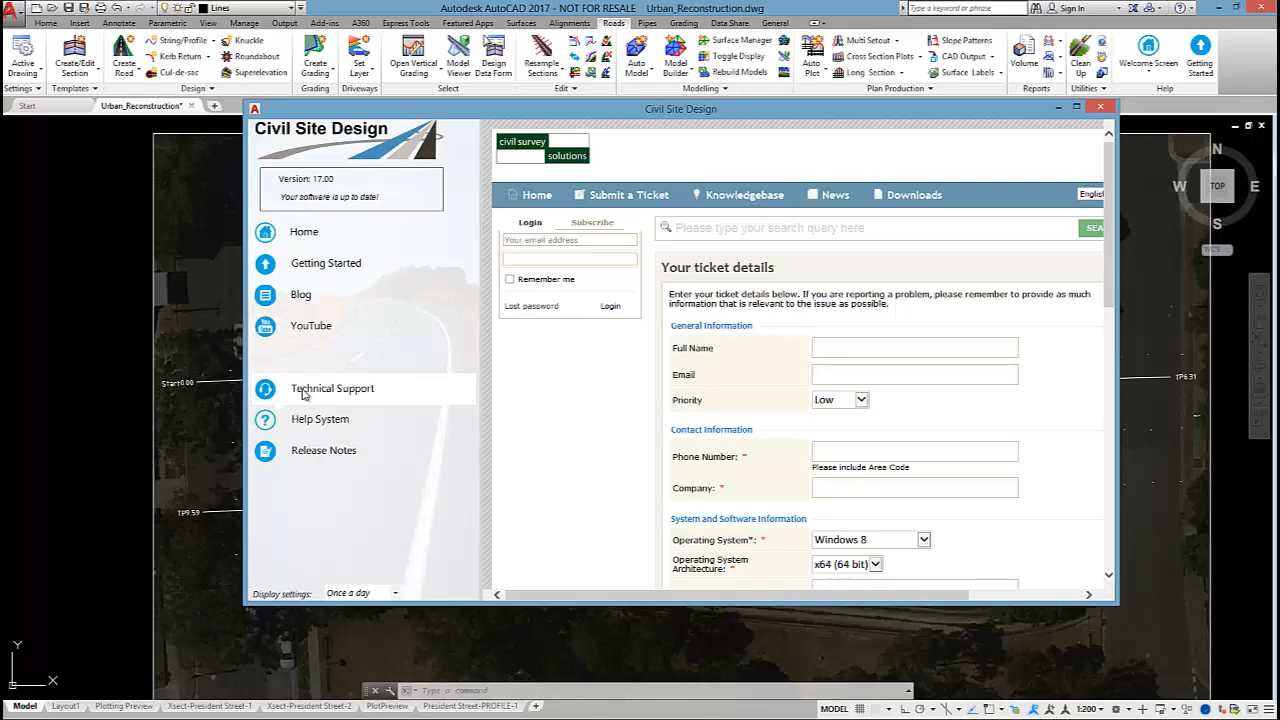 Lines
Autodesk AutoCAD 2017 - NOT FOR RESALE Urban_Reconstruction.dwg
Type a keyword or phrase
Sign In
Home Insert Annotate Parametric View Manage Output Add-ins A360 Express Tools Featured Apps Surfaces Alignments Roads Pipes Grading Data Share General
String/Profile Knuckle Surface Manager Multi Setout Slope Patterns
Kerb Return Roundabout Toggle Display Cross Section Plots CAD Output
Cul-de-sac Superelevation Rebuild Models Long Section Surface Labels
Active Drawing
Create/Edit Section
Create Road
Create Grading
Set Layer
Open Vertical Grading
Model Viewer
Design Data Form
Resample Sections
Auto Model
Model Builder
Auto Plot
Volume
Clean Up
Welcome Screen
Getting Started
Settings Templates Design Grading Driveways Select Edit Modelling Plan Production Reports Utilities Help
Start Urban_Reconstruction*
Civil Site Design
Civil Site Design
Version: 17.00
Your software is up to date!
Home
Getting Started
Blog
You Tube
YouTube
Technical Support
Help System
Release Notes
Display settings: Once a day
civil survey
solutions
Home Submit a Ticket Knowledgebase News Downloads English
Login Subscribe
Your email address
Remember me
Lost password Login
Please type your search query here
SEA
Your ticket details
Enter your ticket details below. If you are reporting a problem, please remember to provide as much
information that is relevant to the issue as possible.
General Information
Full Name
Email
Priority Low
Contact Information
Phone Number: *
Please include Area Code
Company: *
System and Software Information
Operating System*: * Windows 8
Operating System
Architecture: * x64 (64 bit)
N
W TOP E
S
WCS
Start0.00
TP9.59
TP6.31
Y
X
Type a command
Model Layout1 Plotting Preview Xsect-President Street-1 Xsect-President Street-2 PlotPreview President Street-PROFILE-1
MODEL
1:200